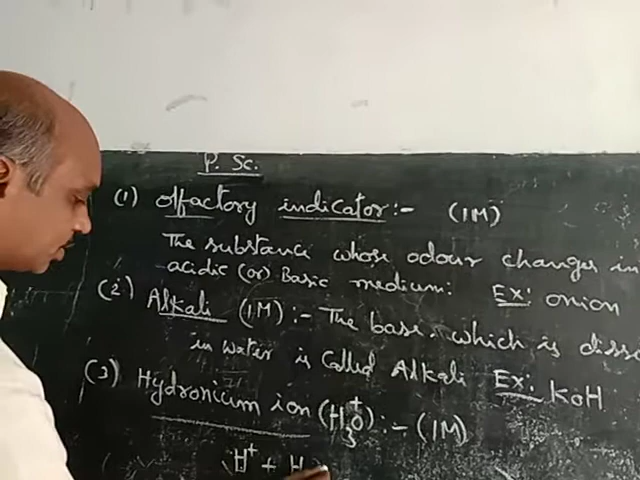 P. Sc.
(1) olfactory indicator:- (1M)
The substance whose odour changes in
acidic (or) Basic medium: Ex: onion
(2) Alkali (1M):- The base, which is
in water is Called Alkali Ex: KOH
(3) Hydronium ion (H3O+):- (1M)
H+ + H